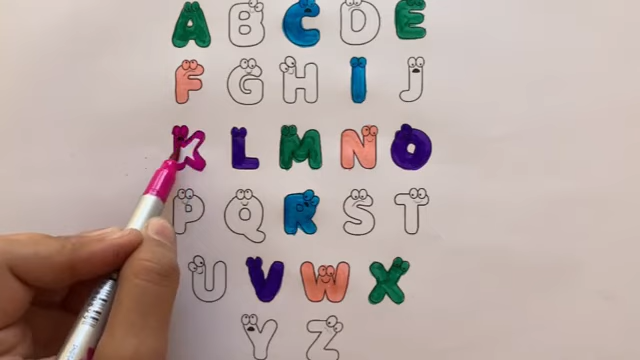 A B C D E
F G H I J
K L M N O
P Q R S T
U V W X
Y Z